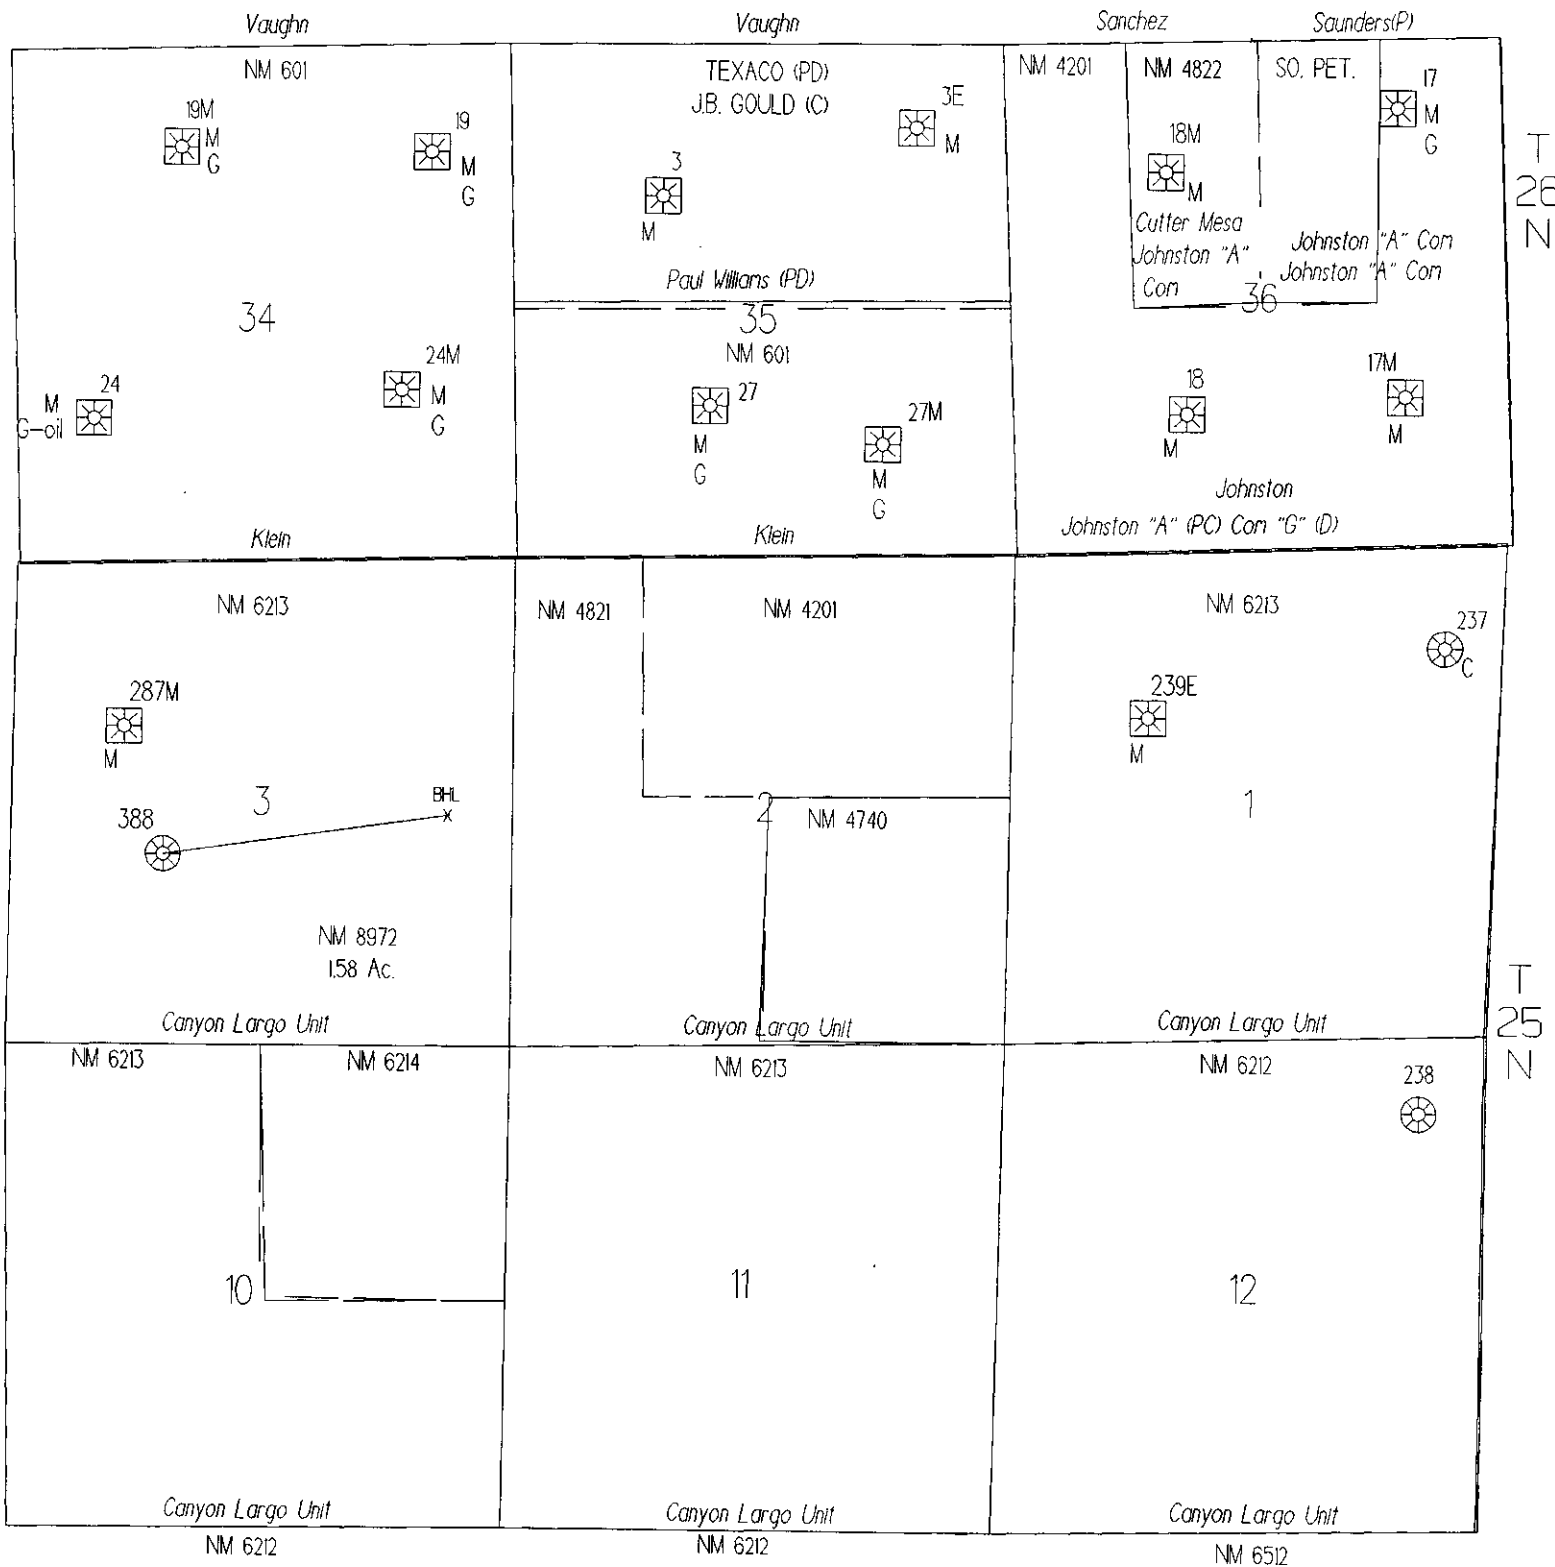 Vaughn
Vaughn
Sanchez
Saunders(P)
NM 601
19M
M
G
19
M
G
TEXACO (PD)
J.B. GOULD (C)
3E
M
3
M
Paul Williams (PD)
NM 4201
NM 4822
SO. PET.
17
M
G
18M
M
Cutter Mesa
Johnston "A"
Com
Johnston "A" Com
Johnston "A" Com
T
26
N
34
35
36
NM 601
24
M
G-oil
24M
M
G
27
M
G
27M
M
G
18
M
17M
M
Johnston
Johnston "A" (PC) Com "G" (D)
Klein
Klein
NM 6213
NM 4821
NM 4201
NM 6213
237
C
287M
M
239E
M
3
BHL
X
388
2
NM 4740
1
NM 8972
1.58 Ac.
T
25
N
Canyon Largo Unit
Canyon Largo Unit
Canyon Largo Unit
NM 6213
NM 6214
NM 6213
NM 6212
238
10
11
12
Canyon Largo Unit
Canyon Largo Unit
Canyon Largo Unit
NM 6212
NM 6212
NM 6512